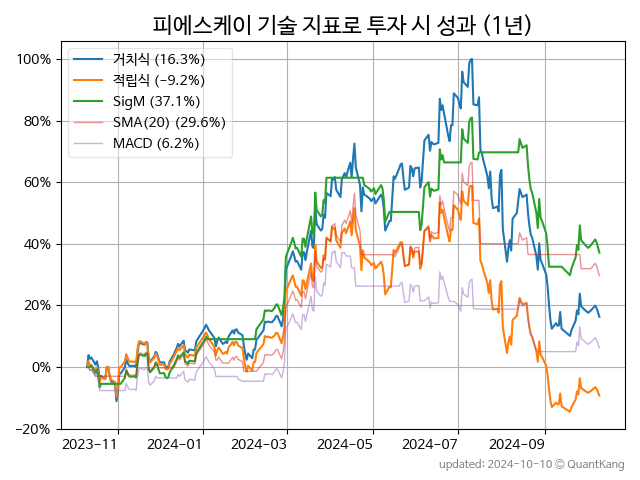 피에스케이 기술 지표로 투자 시 성과 (1년)
거치식 (16.3%)
적립식 (-9.2%)
SigM (37.1%)
SMA(20) (29.6%)
MACD (6.2%)
100%
80%
60%
40%
20%
0%
-20%
2023-11 2024-01 2024-03 2024-05 2024-07 2024-09
updated: 2024-10-10 © QuantKang